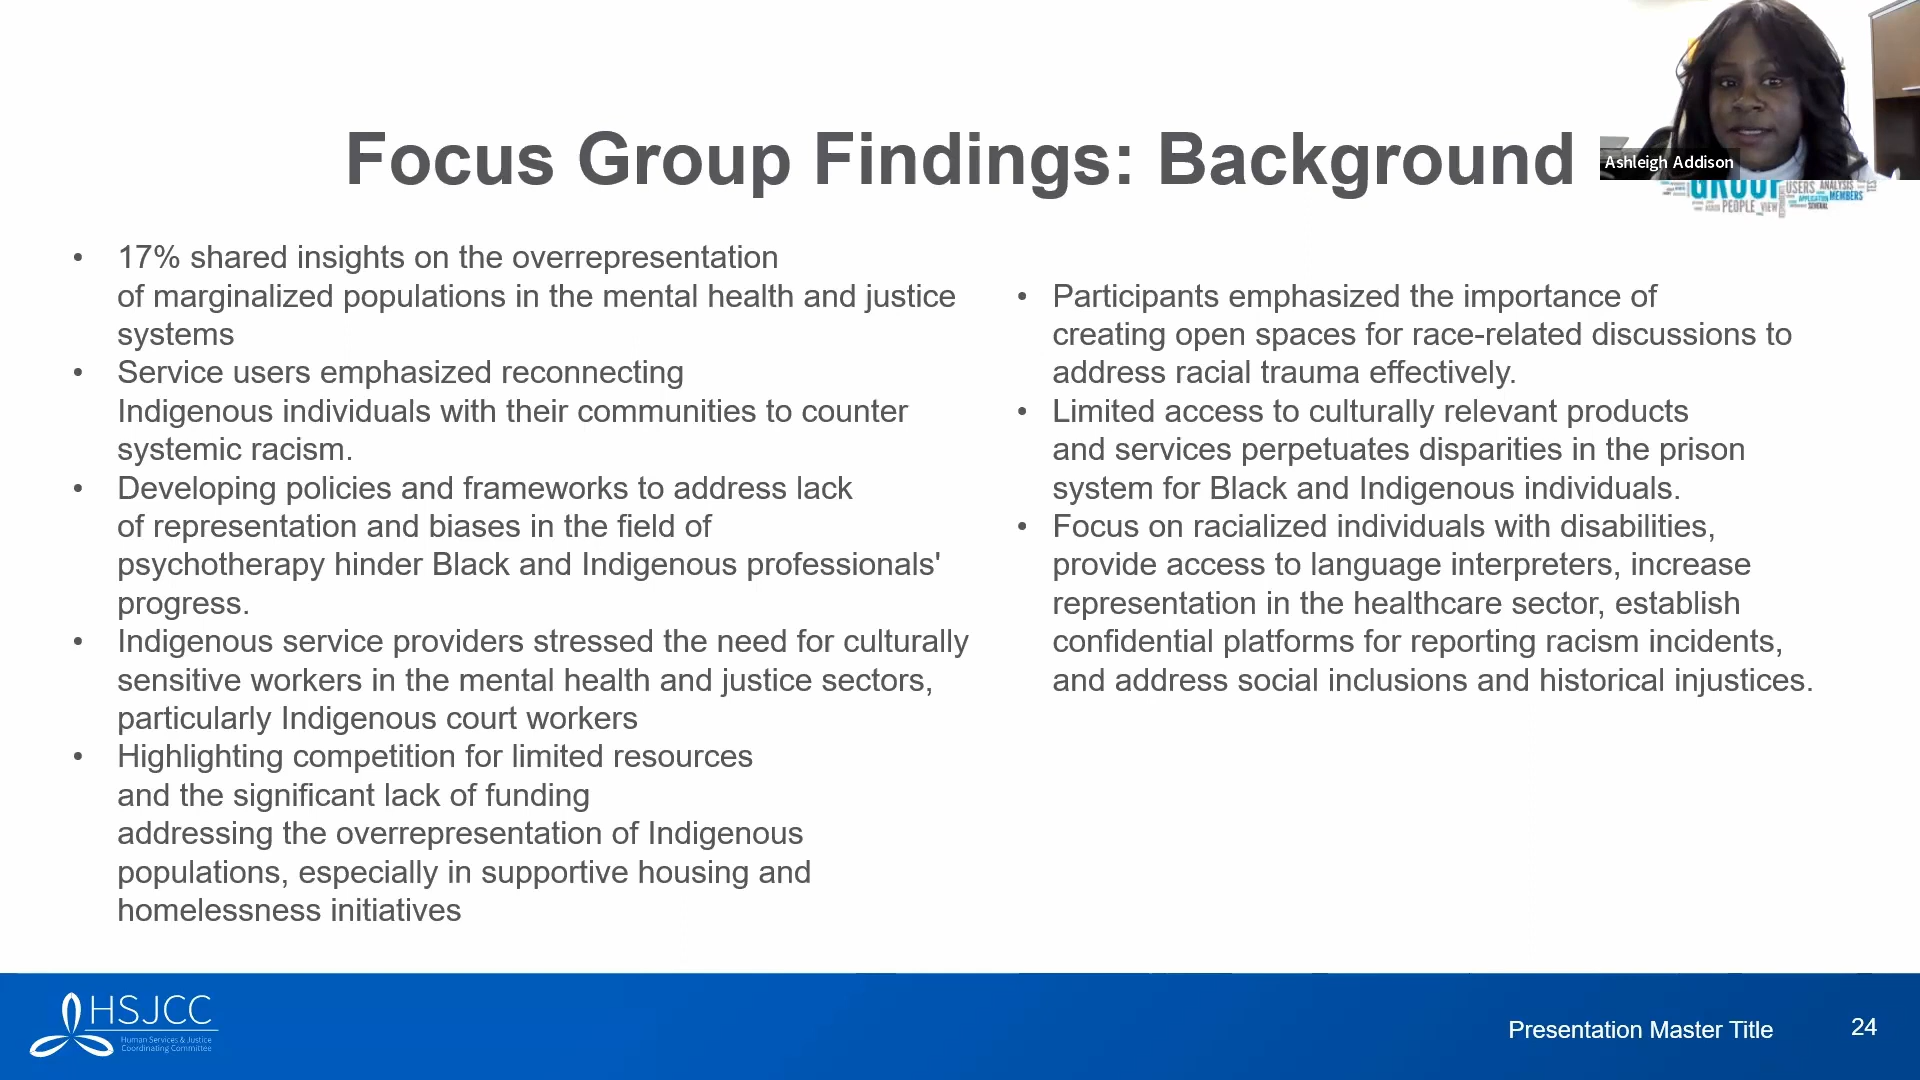 Focus Group Findings: Background
Ashleigh Addison
GROUP
USERS ANALYSIS
APPLICATION MEMBERS
PEOPLE VIEW
SEVERAL
• 17% shared insights on the overrepresentation
of marginalized populations in the mental health and justice
systems
• Service users emphasized reconnecting
Indigenous individuals with their communities to counter
systemic racism.
• Developing policies and frameworks to address lack
of representation and biases in the field of
psychotherapy hinder Black and Indigenous professionals'
progress.
• Indigenous service providers stressed the need for culturally
sensitive workers in the mental health and justice sectors,
particularly Indigenous court workers
• Highlighting competition for limited resources
and the significant lack of funding
addressing the overrepresentation of Indigenous
populations, especially in supportive housing and
homelessness initiatives
• Participants emphasized the importance of
creating open spaces for race-related discussions to
address racial trauma effectively.
• Limited access to culturally relevant products
and services perpetuates disparities in the prison
system for Black and Indigenous individuals.
• Focus on racialized individuals with disabilities,
provide access to language interpreters, increase
representation in the healthcare sector, establish
confidential platforms for reporting racism incidents,
and address social inclusions and historical injustices.
HSJCC
Human Services & Justice
Coordinating Committee
Presentation Master Title
24